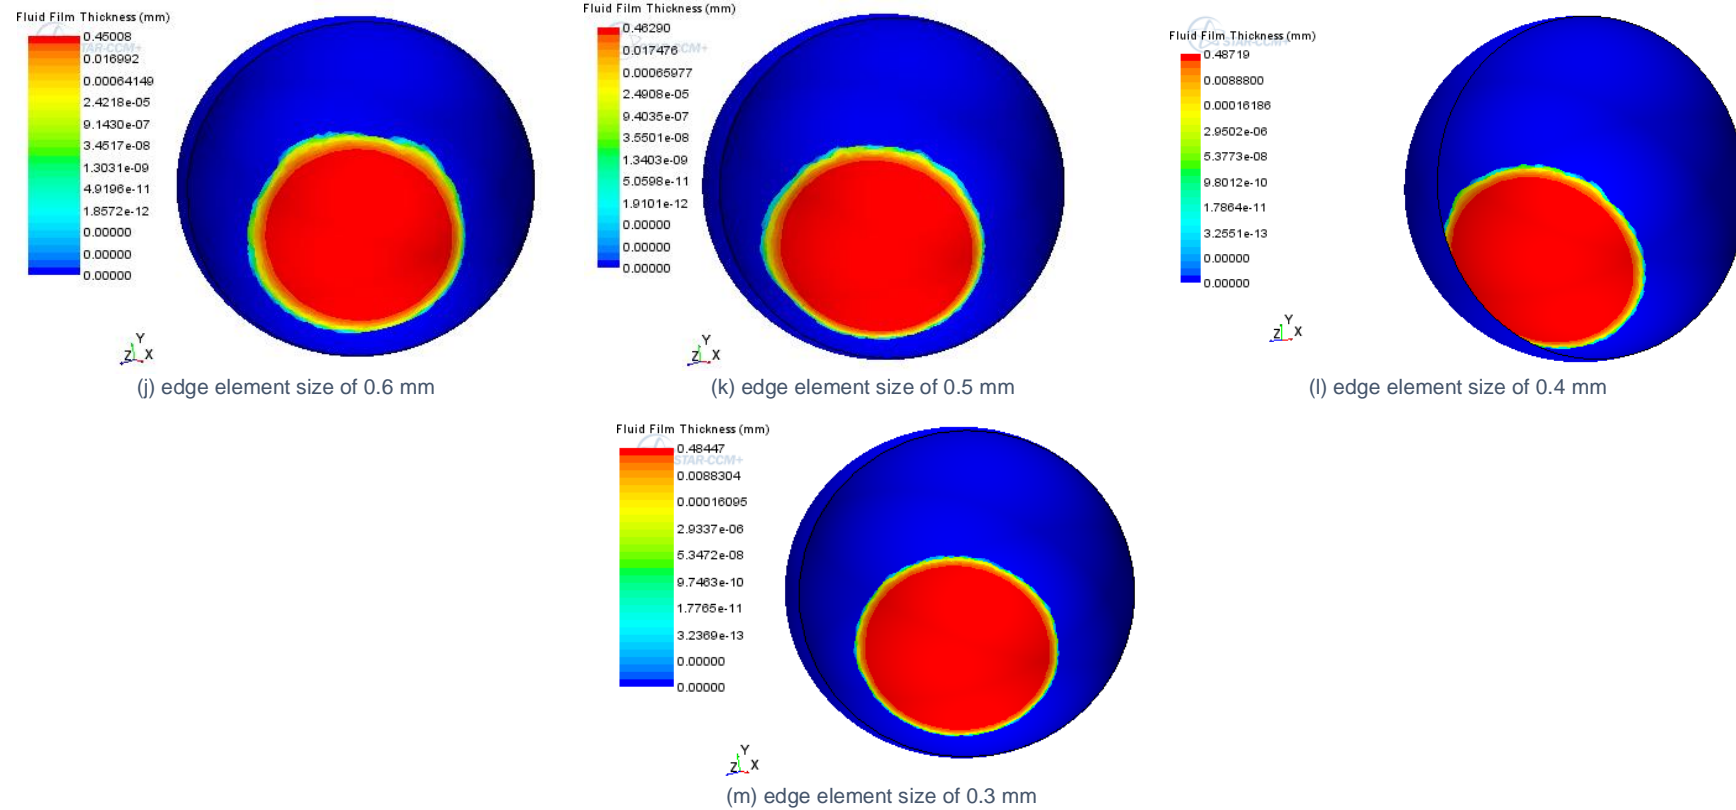 Fluid Film Thickness (mm)
0.45008
STAR-CCM+
0.016992
0.00064149
2.4218e-05
9.1430e-07
3.4517e-08
1.3031e-09
4.9196e-11
1.8572e-12
0.00000
0.00000
0.00000
Y
Z X
(j) edge element size of 0.6 mm
Fluid Film Thickness (mm)
0.46290
0.017476
STAR-CCM+
0.00065977
2.4908e-05
9.4035e-07
3.5501e-08
1.3403e-09
5.0598e-11
1.9101e-12
0.00000
0.00000
0.00000
Y
Z X
(k) edge element size of 0.5 mm
Fluid Film Thickness (mm)
STAR-CCM+
0.48719
0.0088800
0.00016186
2.9502e-06
5.3773e-08
9.8012e-10
1.7864e-11
3.2551e-13
0.00000
0.00000
Y
Z X
(l) edge element size of 0.4 mm
Fluid Film Thickness (mm)
0.48447
STAR-CCM+
0.0088304
0.00016095
2.9337e-06
5.3472e-08
9.7463e-10
1.7765e-11
3.2369e-13
0.00000
0.00000
Y
Z X
(m) edge element size of 0.3 mm